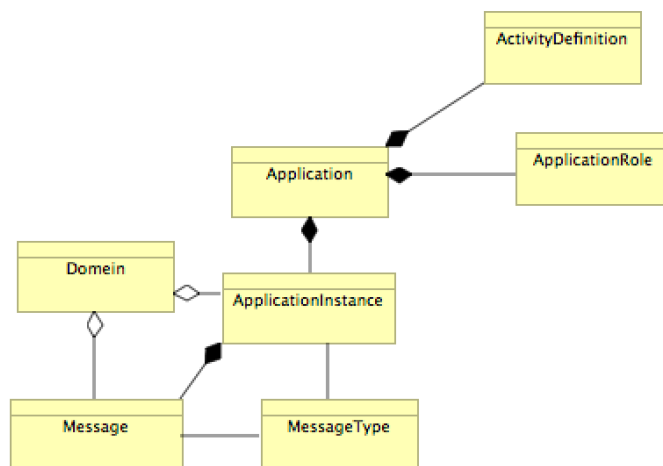 ActivityDefinition
ApplicationRole
Application
Domein
ApplicationInstance
Message
MessageType